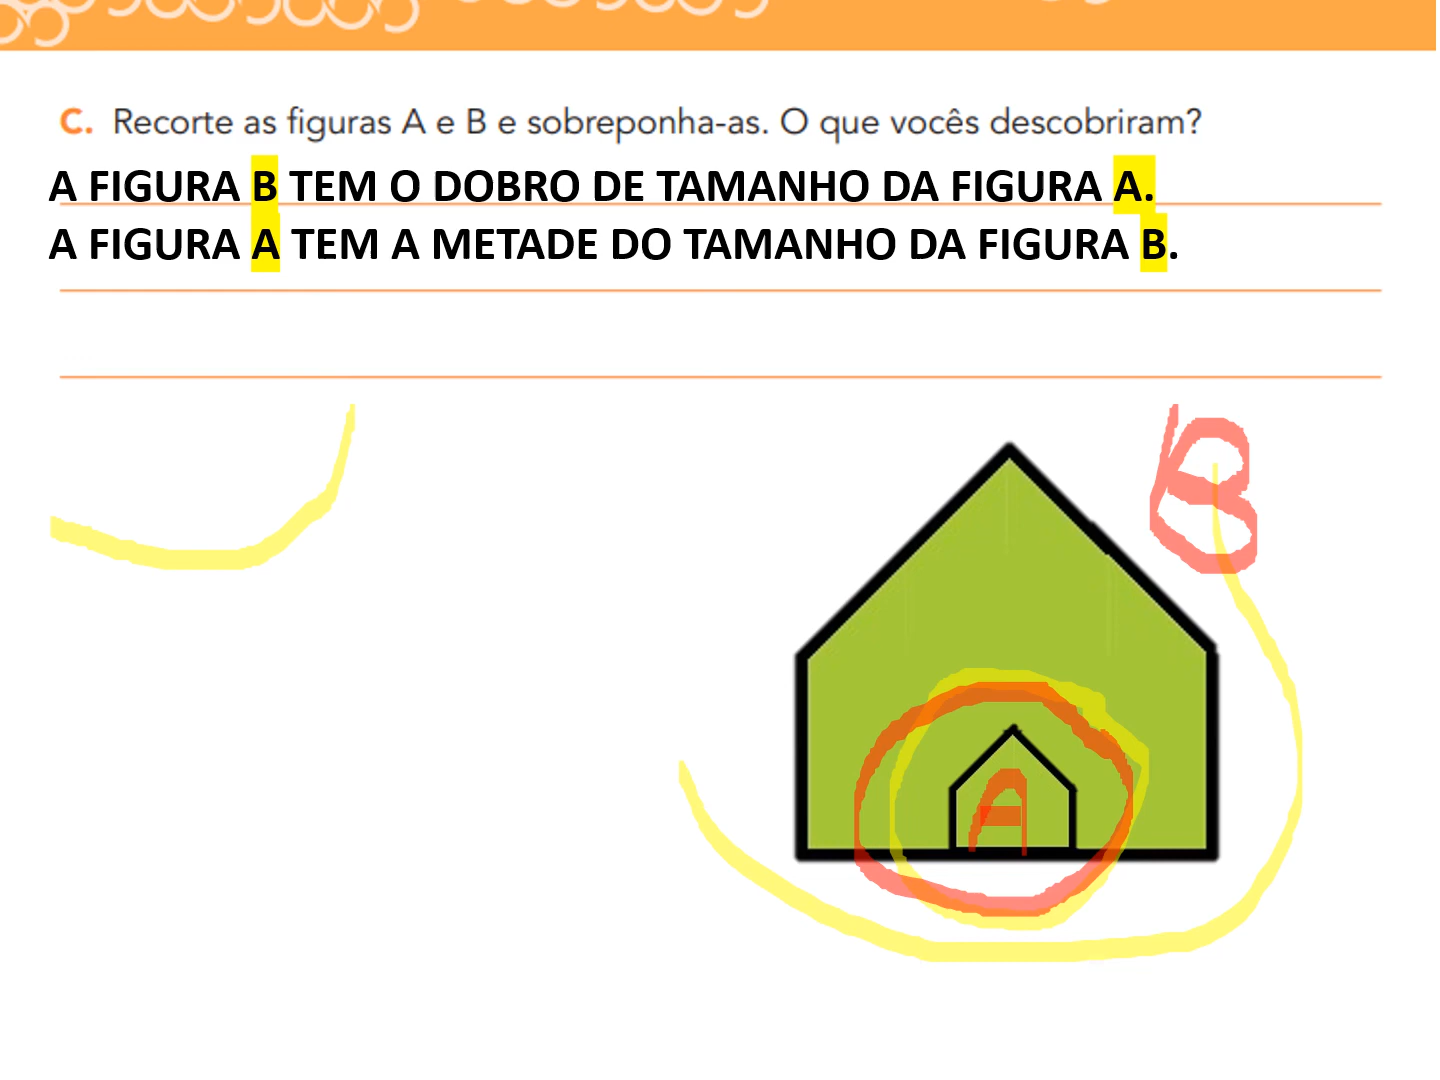 C. Recorte as figuras A e B e sobreponha-as. O que vocês descobriram?
A FIGURA B TEM O DOBRO DE TAMANHO DA FIGURA A.
A FIGURA A TEM A METADE DO TAMANHO DA FIGURA B.
B
A